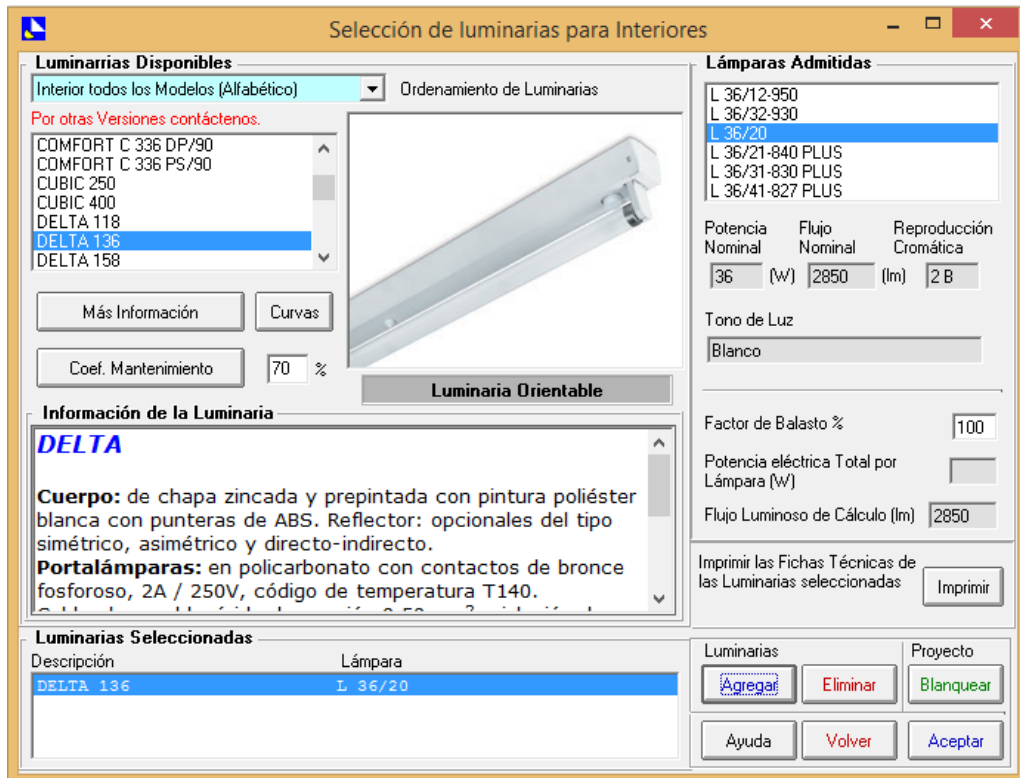 Selección de luminarias para Interiores
Luminarrias Disponibles
Interior todos los Modelos (Alfabético)
Ordenamiento de Luminarias
Por otras Versiones contáctenos.
COMFORT C 336 DP/90
COMFORT C 336 PS/90
CUBIC 250
CUBIC 400
DELTA 118
DELTA 136
DELTA 158
Más Información
Curvas
Coef. Mantenimiento
70 %
Luminaria Orientable
Información de la Luminaria
DELTA
Cuerpo: de chapa zincada y prepintada con pintura poliéster
blanca con punteras de ABS. Reflector: opcionales del tipo
simétrico, asimétrico y directo-indirecto.
Portalámparas: en policarbonato con contactos de bronce
fosforoso, 2A / 250V, código de temperatura T140.
Lámparas Admitidas
L 36/12-950
L 36/32-930
L 36/20
L 36/21-840 PLUS
L 36/31-830 PLUS
L 36/41-827 PLUS
Potencia Nominal
Flujo Nominal
Reproducción Cromática
36 (W) 2850 (lm) 2 B
Tono de Luz
Blanco
Factor de Balasto % 100
Potencia eléctrica Total por
Lámpara (W)
Flujo Luminoso de Cálculo (lm) 2850
Imprimir las Fichas Técnicas de
las Luminarias seleccionadas
Imprimir
Luminarias Seleccionadas
Descripción Lámpara
DELTA 136 L 36/20
Luminarias Proyecto
Agregar Eliminar Blanquear
Ayuda Volver Aceptar